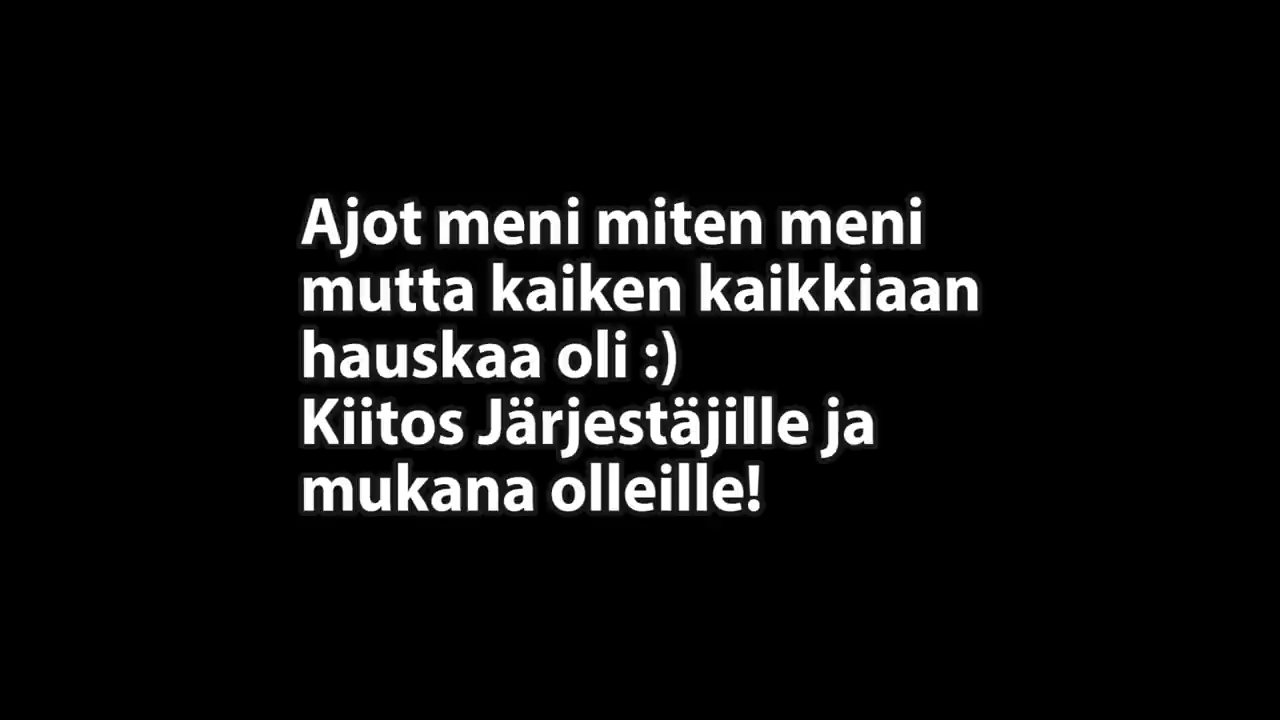 Ajot meni miten meni
mutta kaiken kaikkiaan
hauskaa oli :)
Kiitos Järjestäjille ja
mukana olleille!